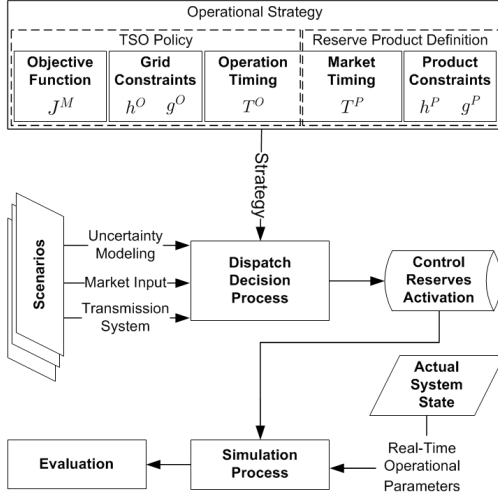 Operational Strategy
TSO Policy
Reserve Product Definition
Objective
Function
J^M
Grid
Constraints
h^O g^O
Operation
Timing
T^O
Market
Timing
T^P
Product
Constraints
h^P g^P
Strategy
Scenarios
Uncertainty
Modeling
Market Input
Transmission
System
Dispatch
Decision
Process
Control
Reserves
Activation
Actual
System
State
Real-Time
Operational
Parameters
Simulation
Process
Evaluation